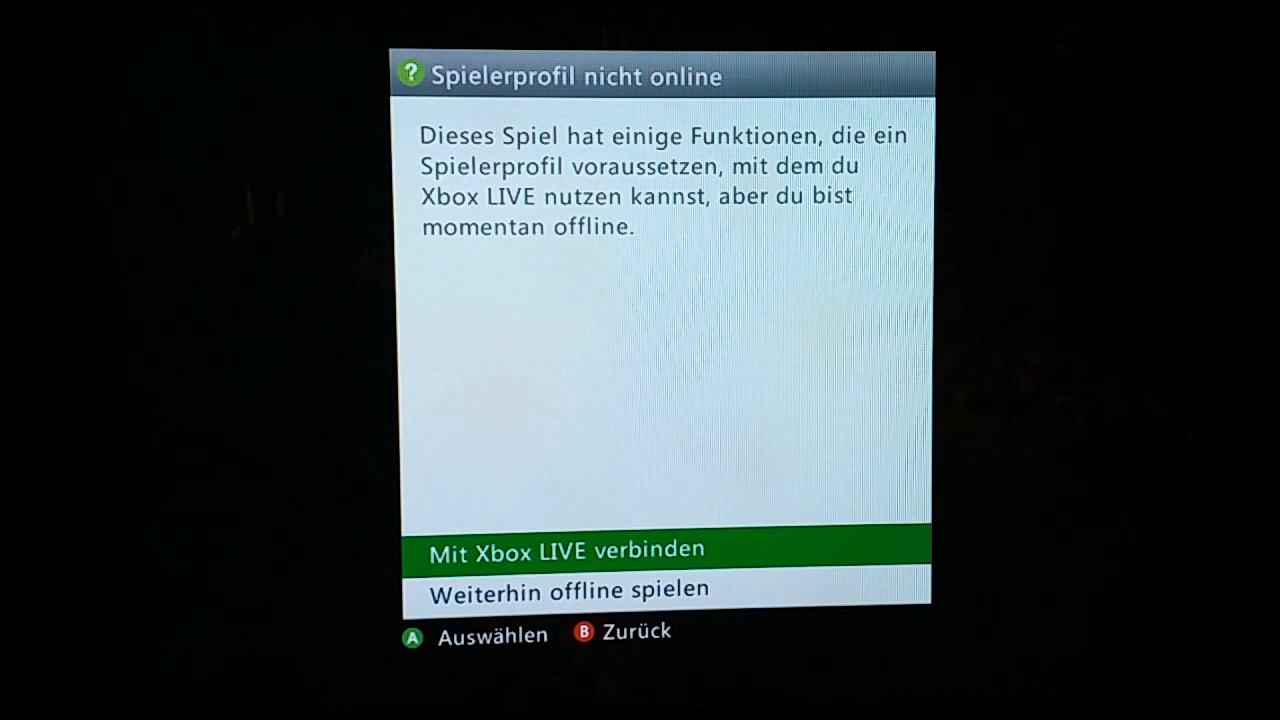 ? Spielerprofil nicht online
Dieses Spiel hat einige Funktionen, die ein
Spielerprofil voraussetzen, mit dem du
Xbox LIVE nutzen kannst, aber du bist
momentan offline.
Mit Xbox LIVE verbinden
Weiterhin offline spielen
A Auswählen B Zurück